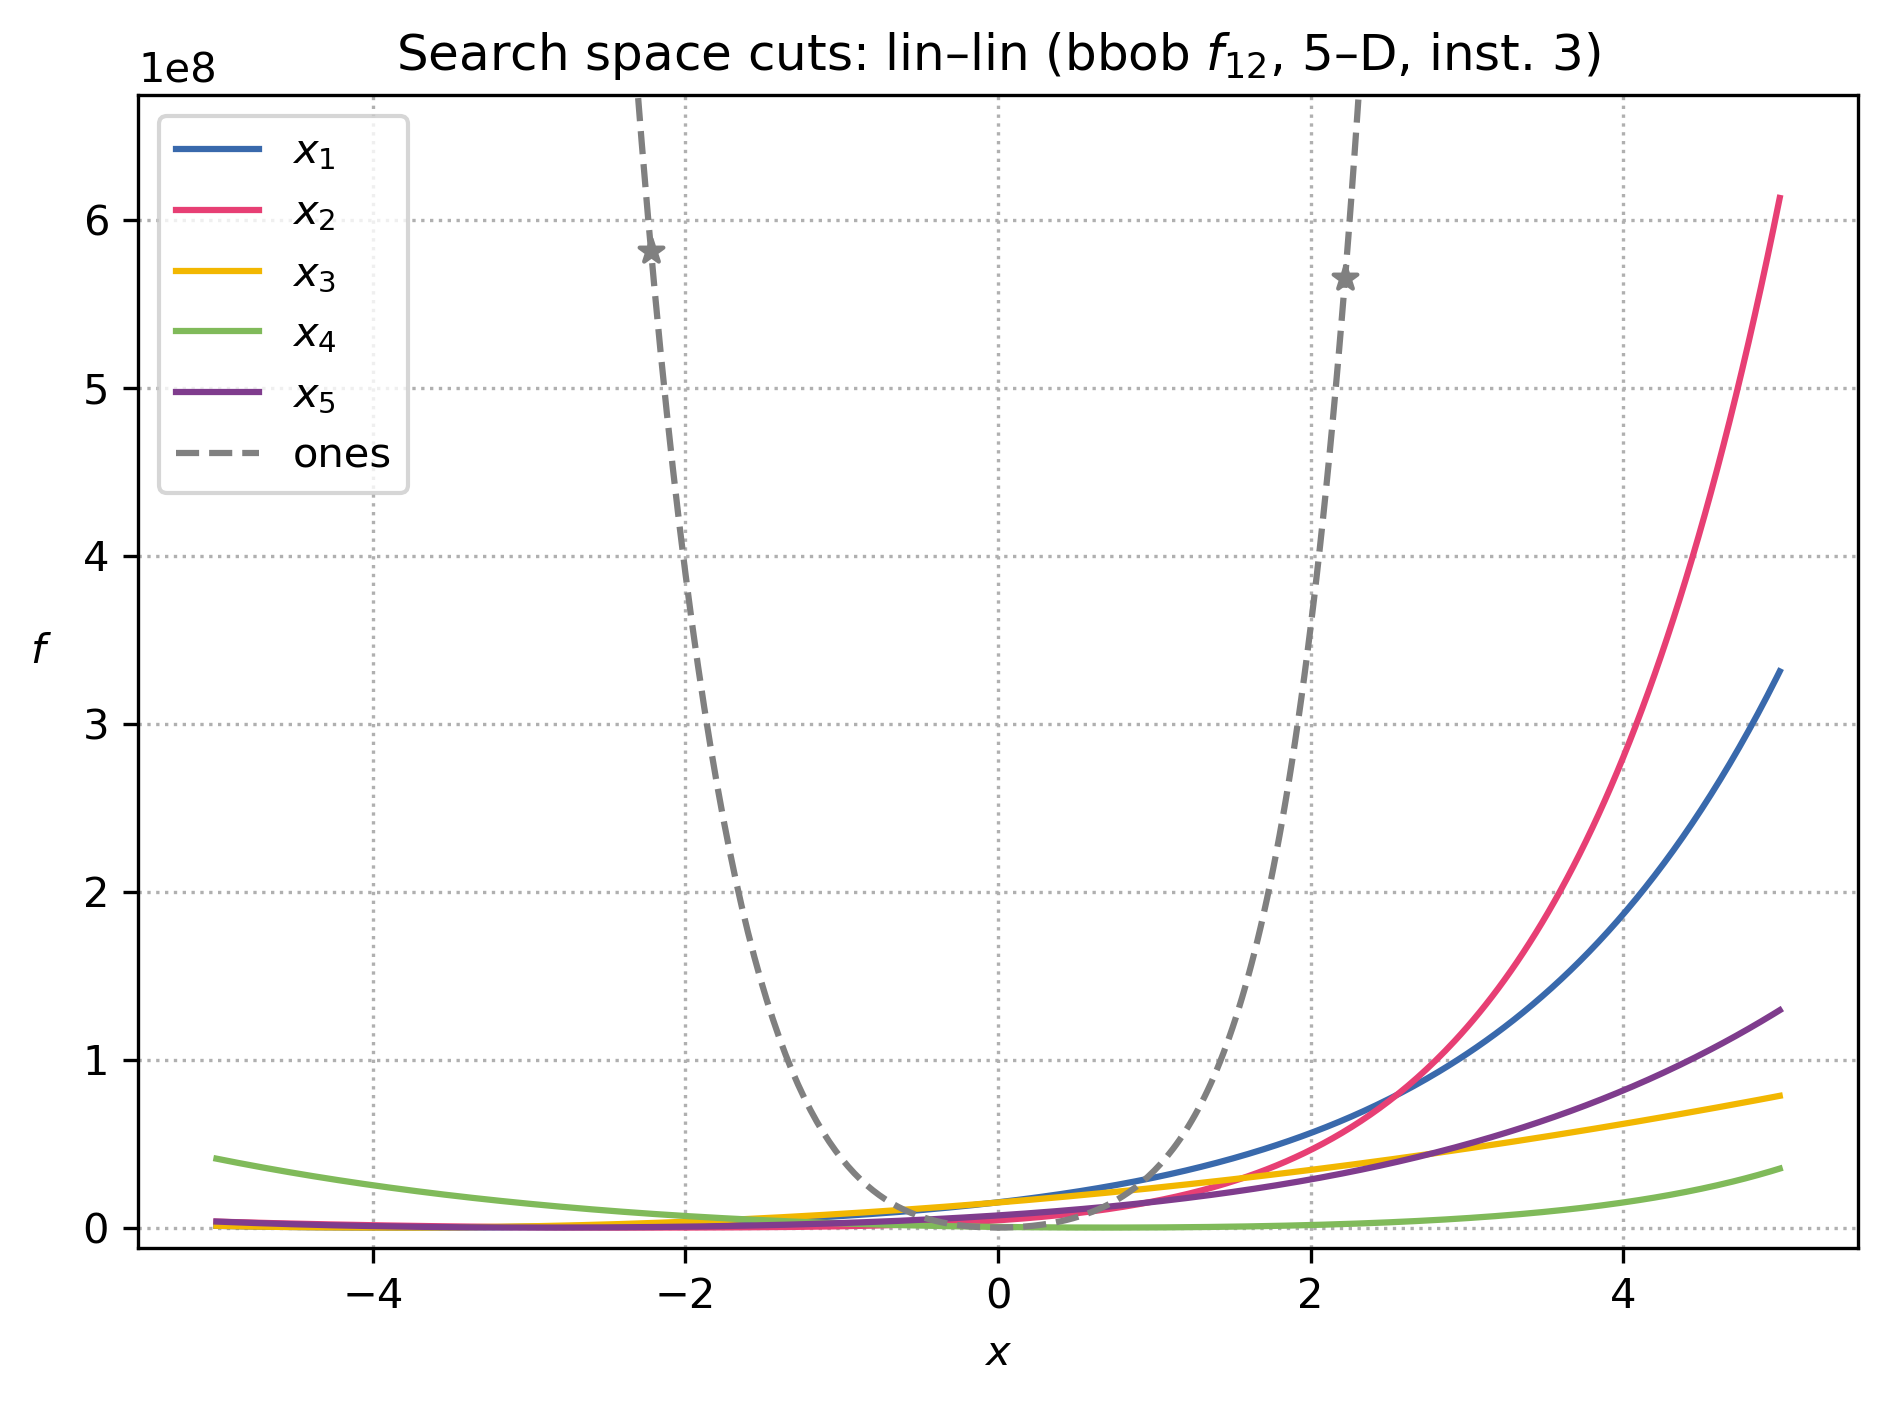 Search space cuts: lin–lin (bbob f₁₂, 5–D, inst. 3)
1e8
x₁
x₂
x₃
x₄
x₅
ones
6
5
4
3
2
1
0
f
−4 −2 0 2 4
x